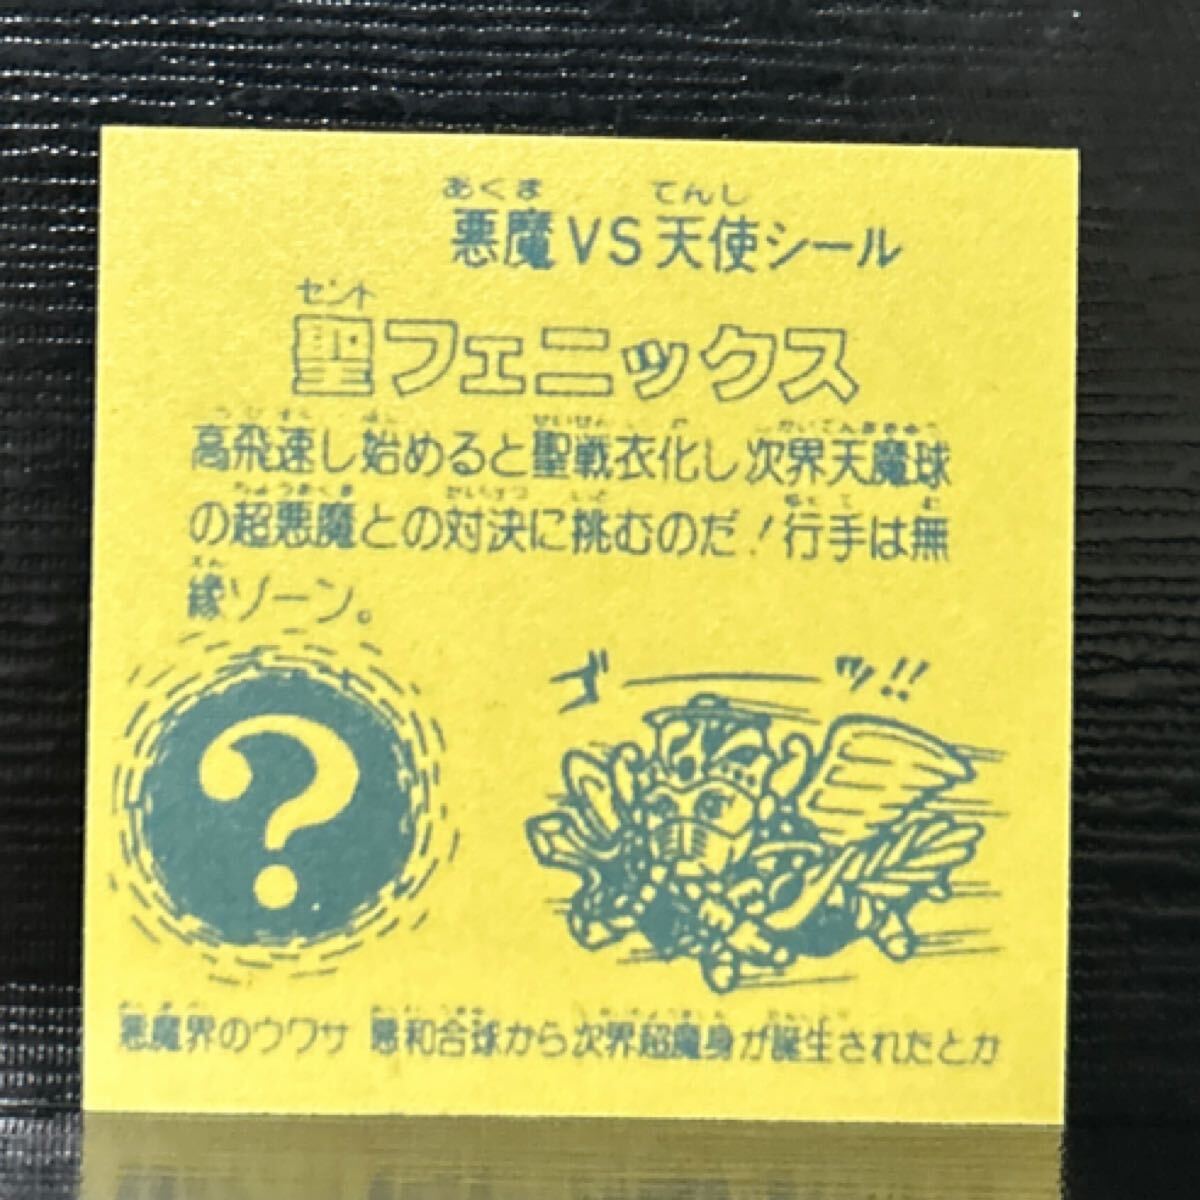 あくま てんし
悪魔VS天使シール
セント
聖フェニックス
高飛速し始めると聖戦衣化し次界天魔球
の超悪魔との対決に挑むのだ!行手は無
縁ゾーン。
?
ゴーッ!!
悪魔界のウワサ 悪和合球から次界超魔身が誕生されたとか